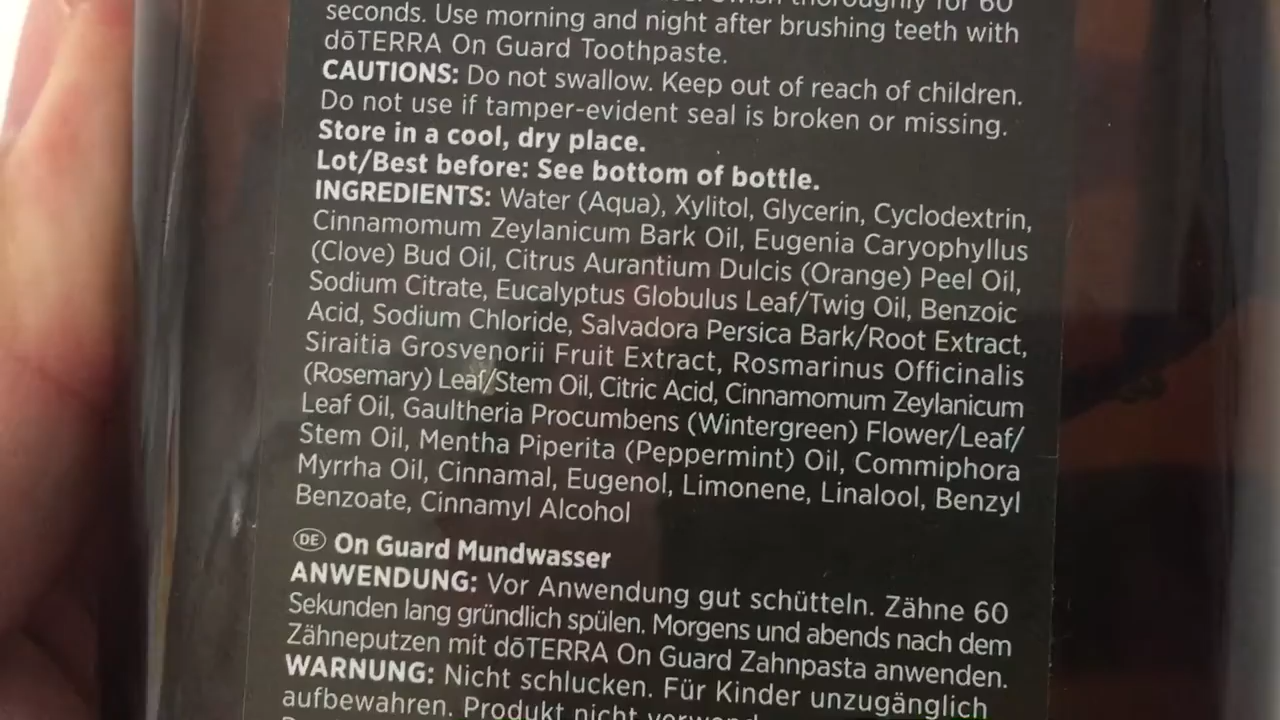 thoroughly for 60
seconds. Use morning and night after brushing teeth with
dōTERRA On Guard Toothpaste.
CAUTIONS: Do not swallow. Keep out of reach of children.
Do not use if tamper-evident seal is broken or missing.
Store in a cool, dry place.
Lot/Best before: See bottom of bottle.
INGREDIENTS: Water (Aqua), Xylitol, Glycerin, Cyclodextrin,
Cinnamomum Zeylanicum Bark Oil, Eugenia Caryophyllus
(Clove) Bud Oil, Citrus Aurantium Dulcis (Orange) Peel Oil,
Sodium Citrate, Eucalyptus Globulus Leaf/Twig Oil, Benzoic
Acid, Sodium Chloride, Salvadora Persica Bark/Root Extract,
Siraitia Grosvenorii Fruit Extract, Rosmarinus Officinalis
(Rosemary) Leaf/Stem Oil, Citric Acid, Cinnamomum Zeylanicum
Leaf Oil, Gaultheria Procumbens (Wintergreen) Flower/Leaf/
Stem Oil, Mentha Piperita (Peppermint) Oil, Commiphora
Myrrha Oil, Cinnamal, Eugenol, Limonene, Linalool, Benzyl
Benzoate, Cinnamyl Alcohol
DE On Guard Mundwasser
ANWENDUNG: Vor Anwendung gut schütteln. Zähne 60
Sekunden lang gründlich spülen. Morgens und abends nach dem
Zähneputzen mit dōTERRA On Guard Zahnpasta anwenden.
WARNUNG: Nicht schlucken. Für Kinder unzugänglich
aufbewahren. Produkt nicht